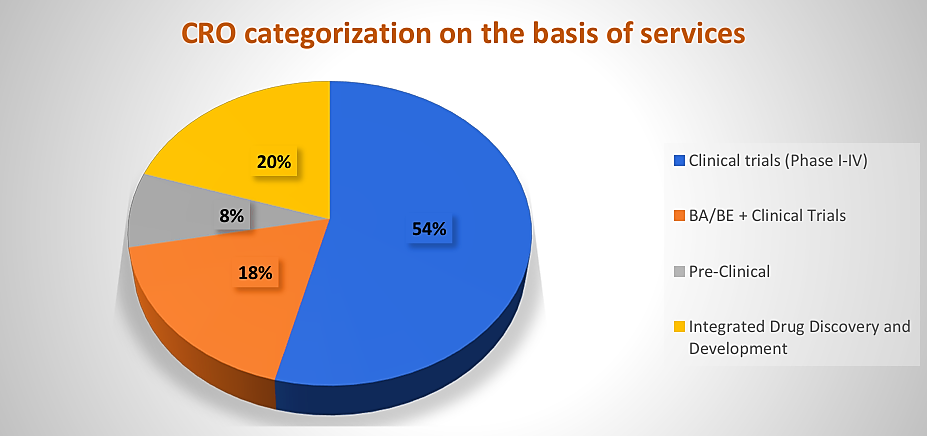 CRO categorization on the basis of services
20%
8%
54%
18%
Clinical trials (Phase I-IV)
BA/BE + Clinical Trials
Pre-Clinical
Integrated Drug Discovery and
Development